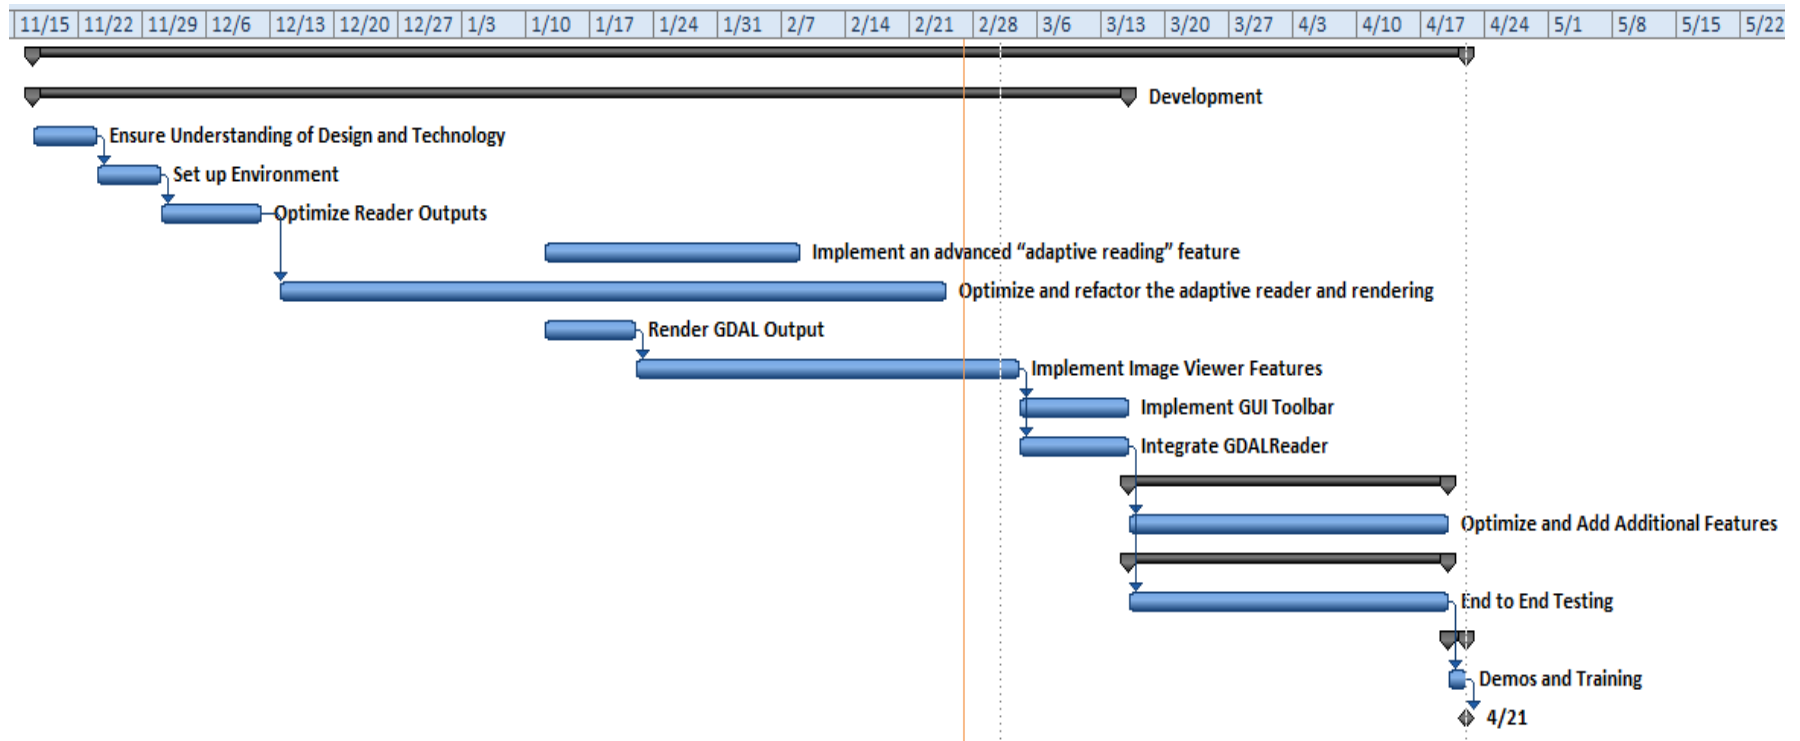 11/15 11/22 11/29 12/6 12/13 12/20 12/27 1/3 1/10 1/17 1/24 1/31 2/7 2/14 2/21 2/28 3/6 3/13 3/20 3/27 4/3 4/10 4/17 4/24 5/1 5/8 5/15 5/22
Development
Ensure Understanding of Design and Technology
Set up Environment
Optimize Reader Outputs
Implement an advanced “adaptive reading” feature
Optimize and refactor the adaptive reader and rendering
Render GDAL Output
Implement Image Viewer Features
Implement GUI Toolbar
Integrate GDALReader
Optimize and Add Additional Features
End to End Testing
Demos and Training
4/21